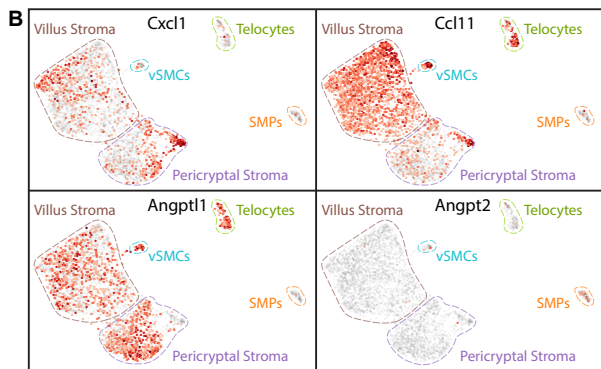 B
Cxcl1
Villus Stroma
Telocytes
vSMCs
SMPs
Pericryptal Stroma
Ccl11
Villus Stroma
Telocytes
vSMCs
SMPs
Pericryptal Stroma
Angptl1
Villus Stroma
Telocytes
vSMCs
SMPs
Pericryptal Stroma
Angpt2
Villus Stroma
Telocytes
vSMCs
SMPs
Pericryptal Stroma